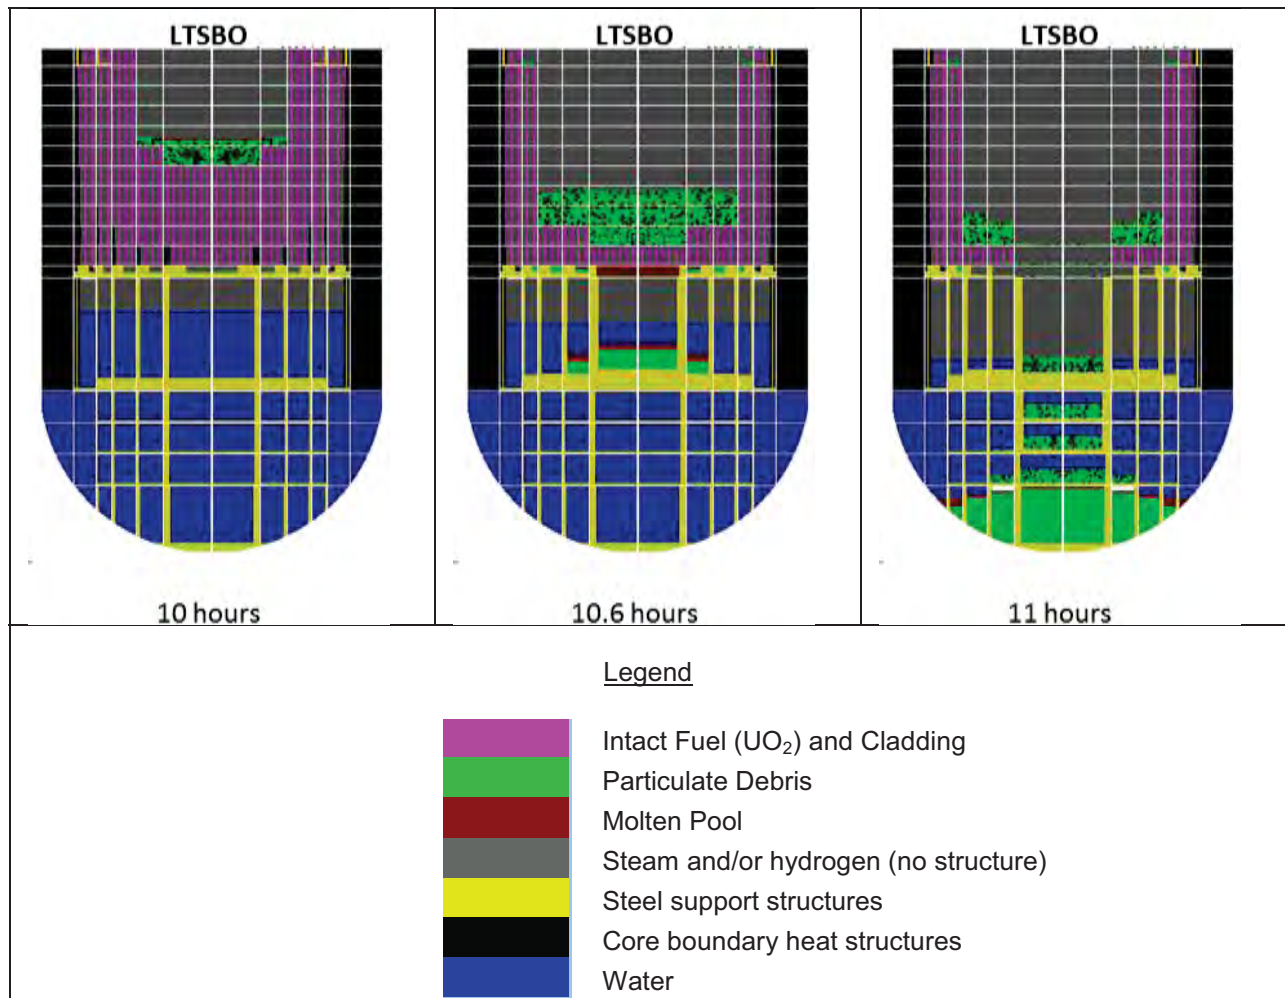 LTSBO
LTSBO
LTSBO
10 hours
10.6 hours
11 hours
Legend
Intact Fuel (UO₂) and Cladding
Particulate Debris
Molten Pool
Steam and/or hydrogen (no structure)
Steel support structures
Core boundary heat structures
Water